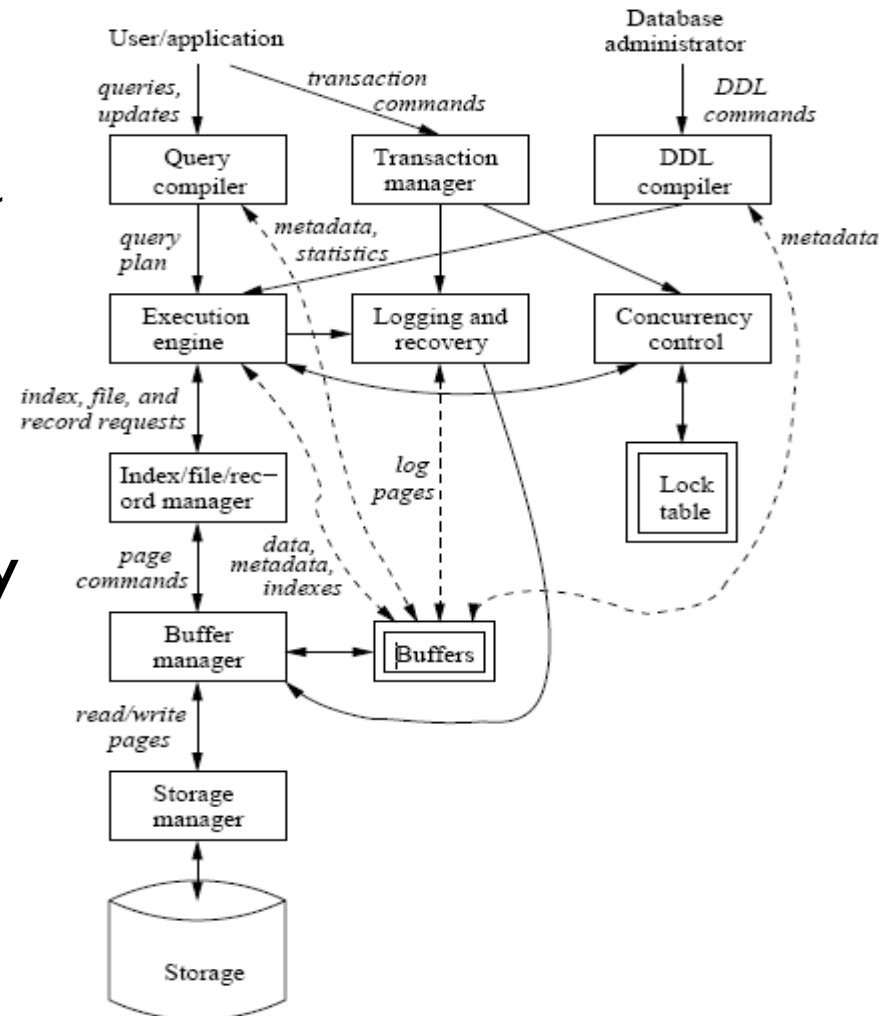 User/application
Database
administrator
queries,
updates
transaction
commands
DDL
commands
Query
compiler
Transaction
manager
DDL
compiler
query
plan
metadata,
statistics
metadata
Execution
engine
Logging and
recovery
Concurrency
control
index, file, and
record requests
Index/file/rec-
ord manager
log
pages
Lock
table
page
commands
data,
metadata,
indexes
y
Buffer
manager
Buffers
read/write
pages
Storage
manager
Storage